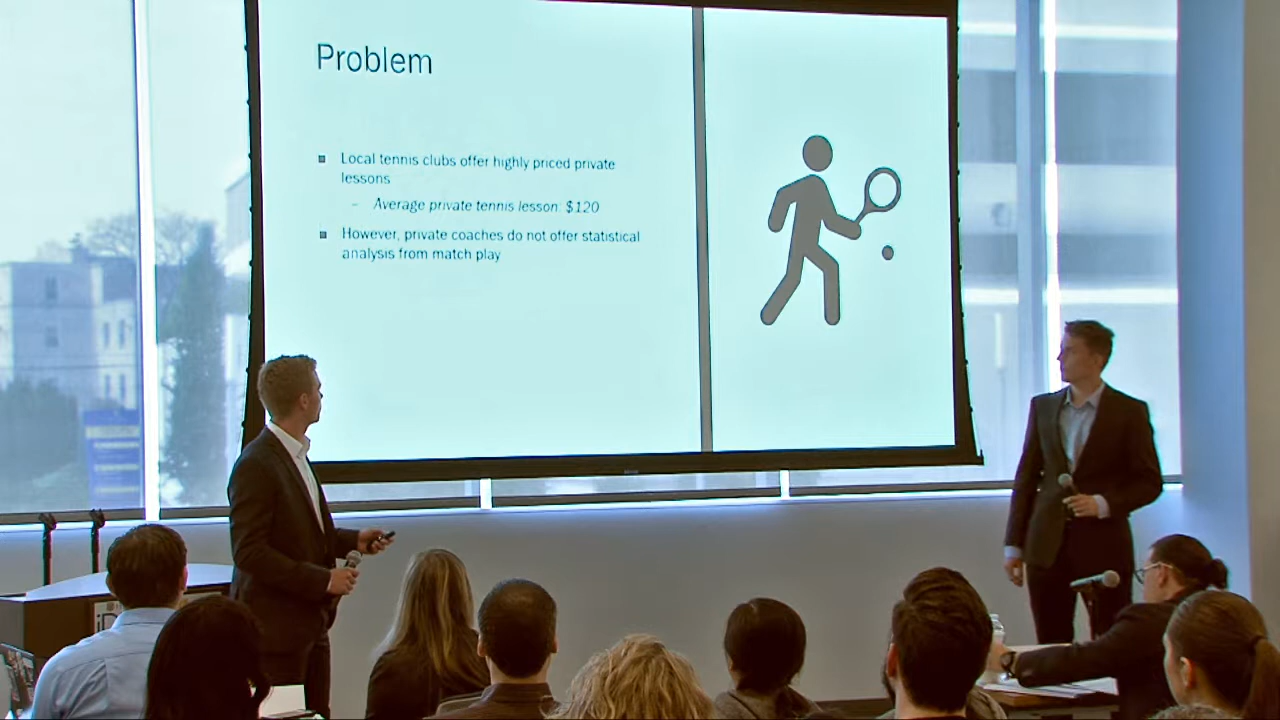 Problem
Local tennis clubs offer highly priced private
lessons
– Average private tennis lesson: $120
However, private coaches do not offer statistical
analysis from match play